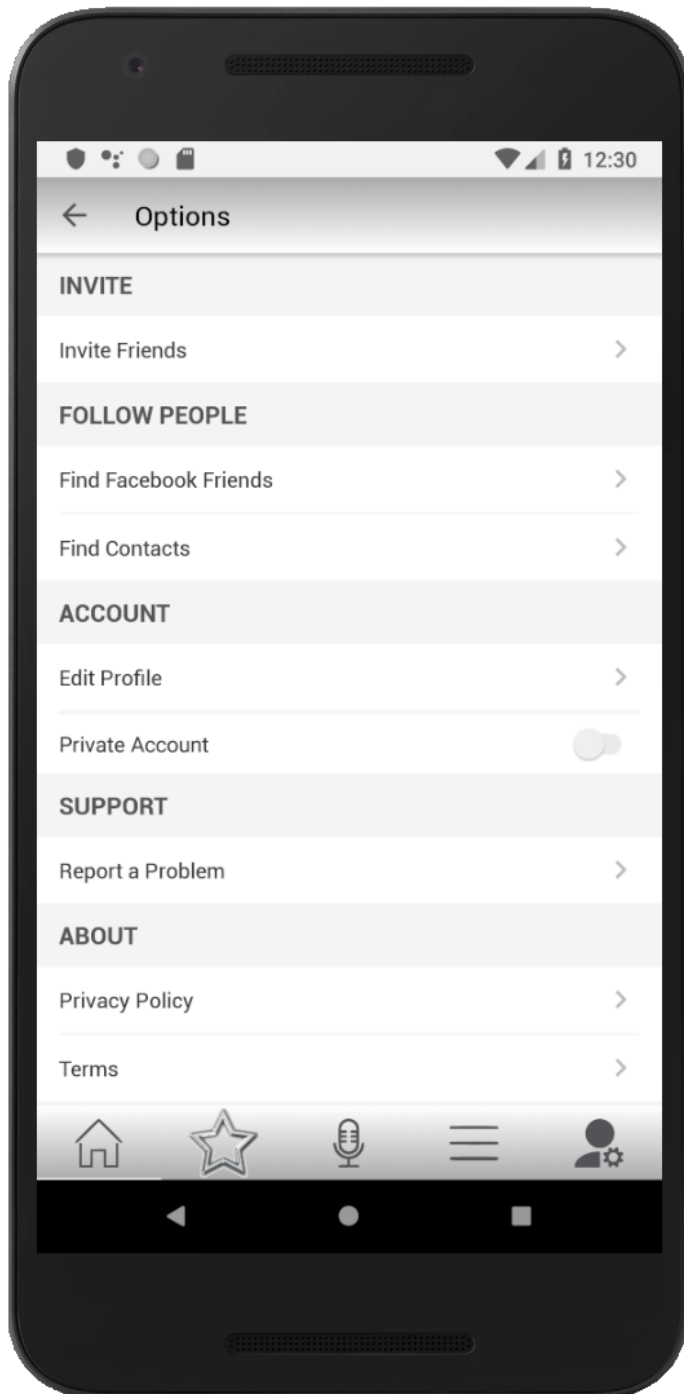 12:30
Options
INVITE
Invite Friends
FOLLOW PEOPLE
Find Facebook Friends
Find Contacts
ACCOUNT
Edit Profile
Private Account
SUPPORT
Report a Problem
ABOUT
Privacy Policy
Terms